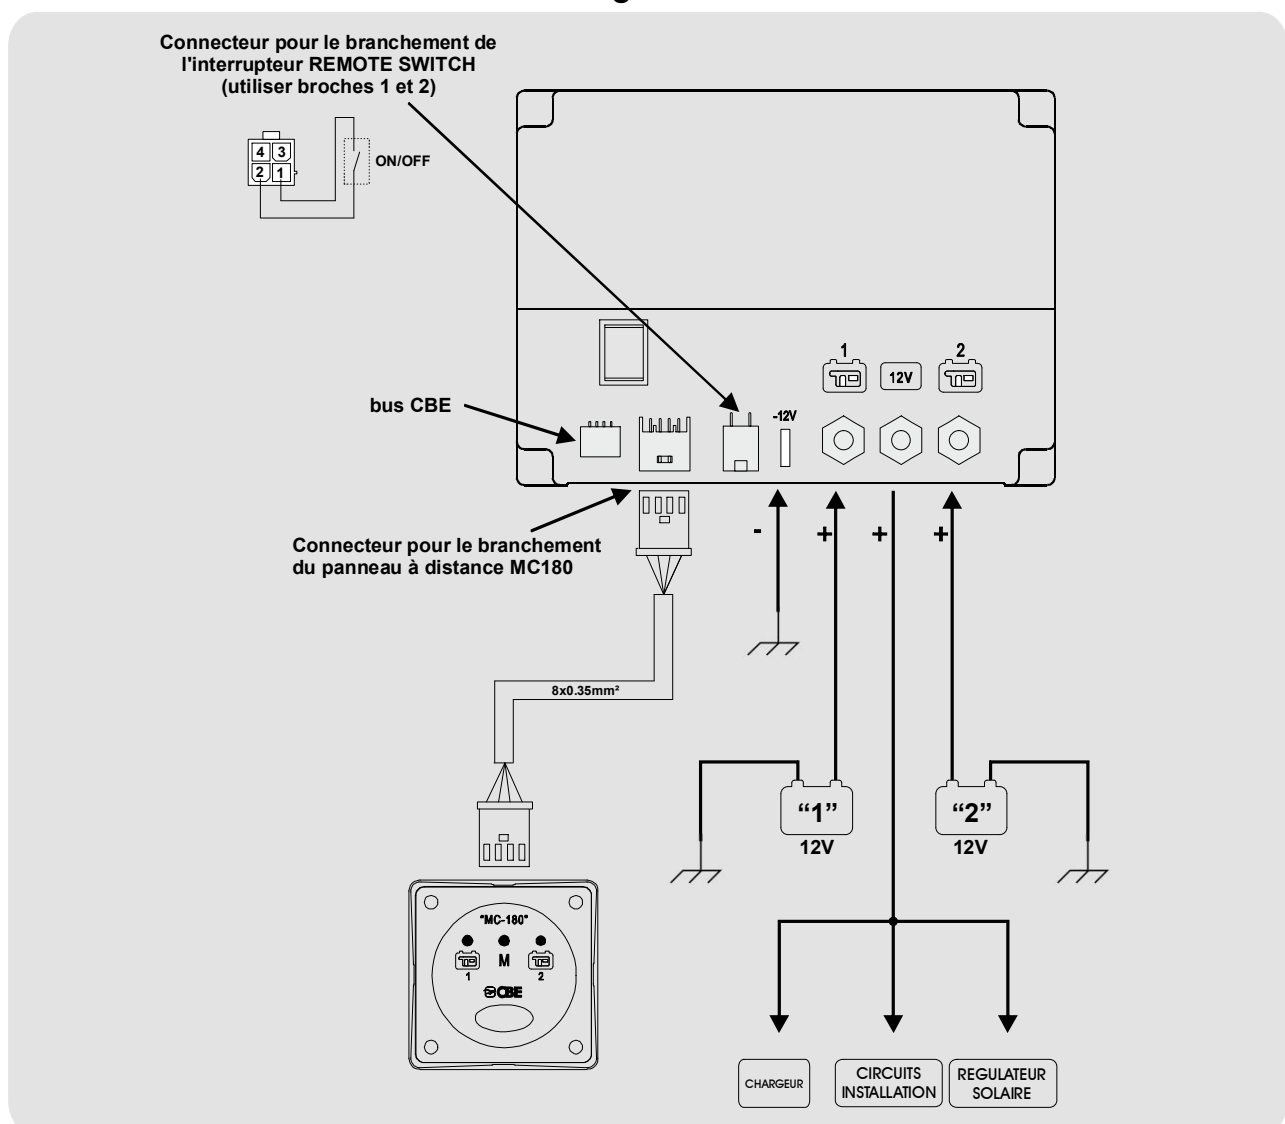 Connecteur pour le branchement de
l'interrupteur REMOTE SWITCH
(utiliser broches 1 et 2)
4 3
2 1
ON/OFF
1
2
12V
bus CBE
-12V
Connecteur pour le branchement
du panneau à distance MC180
-
+
+
+
8x0.35mm²
“1”
12V
“2”
12V
"MC-180"
M
1
2
CBE
CHARGEUR
CIRCUITS
INSTALLATION
REGULATEUR
SOLAIRE